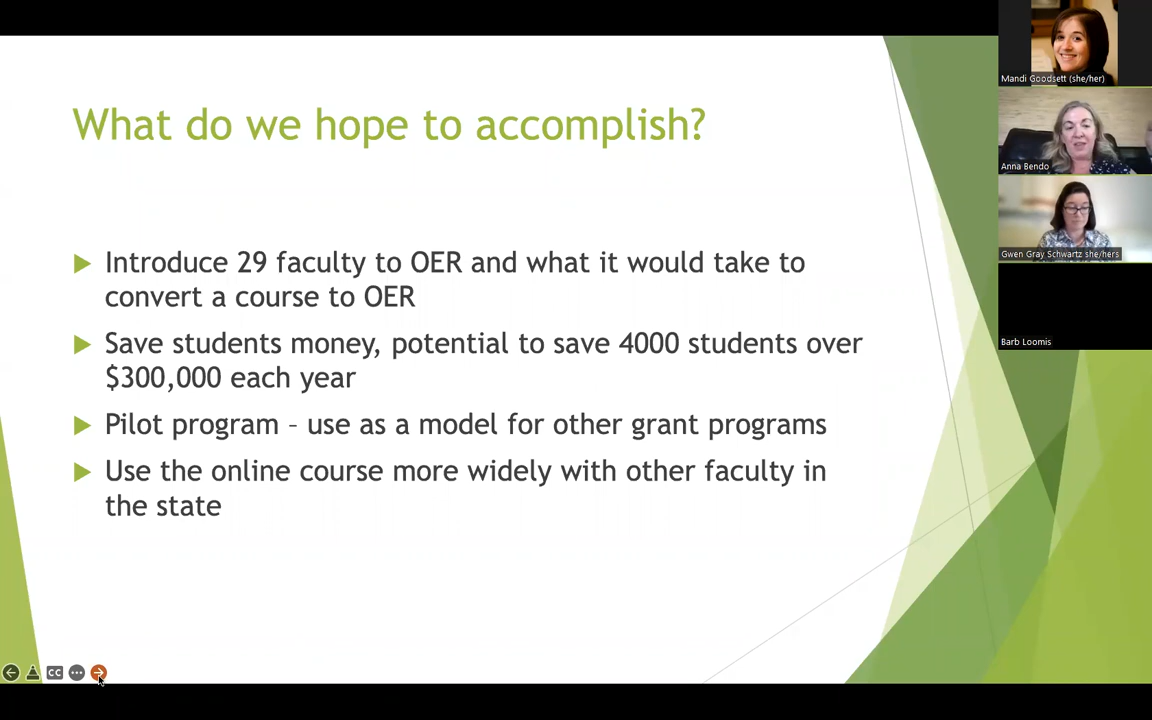 What do we hope to accomplish?
Introduce 29 faculty to OER and what it would take to
convert a course to OER
Save students money, potential to save 4000 students over
$300,000 each year
Pilot program – use as a model for other grant programs
Use the online course more widely with other faculty in
the state
Mandi Goodsett (she/her)
Anna Bendo
Gwen Gray Schwartz she/hers
Barb Loomis
CC